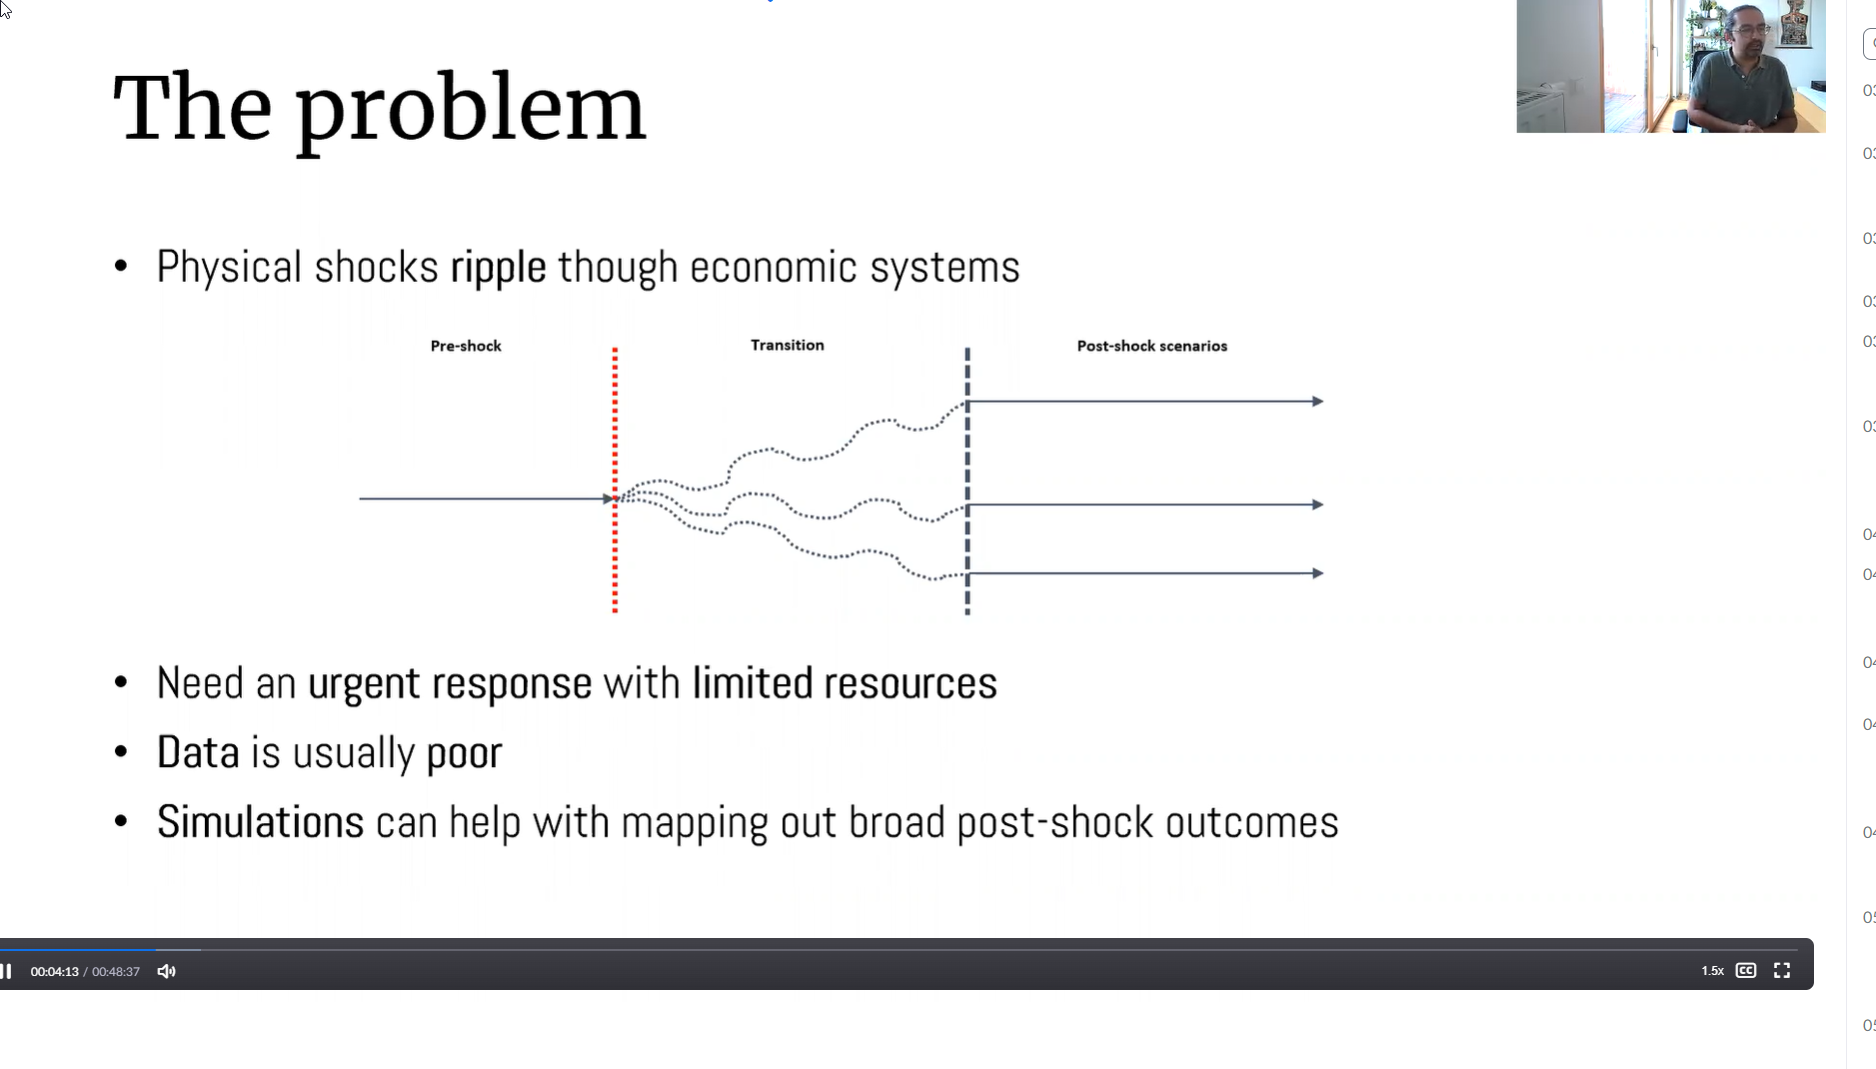 The problem
• Physical shocks ripple though economic systems
Pre-shock
Transition
Post-shock scenarios
• Need an urgent response with limited resources
• Data is usually poor
• Simulations can help with mapping out broad post-shock outcomes
00:04:13 / 00:48:37
1.5x
CC